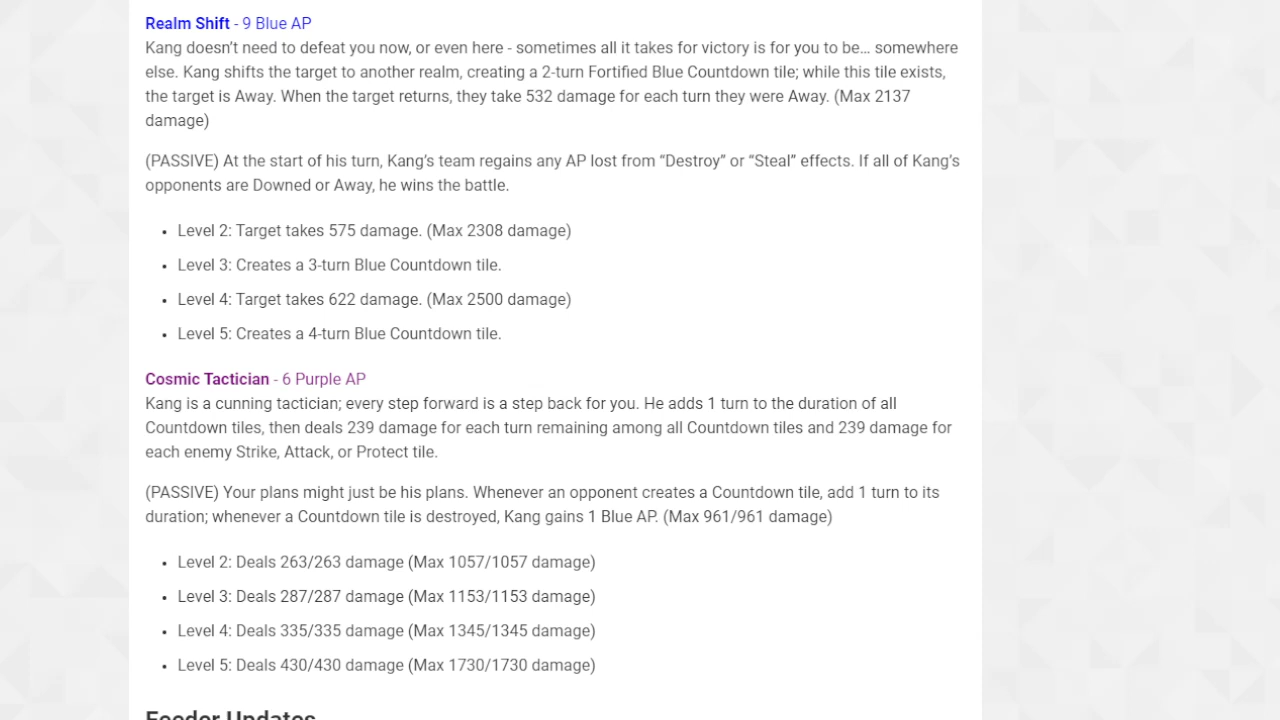 Realm Shift - 9 Blue AP
Kang doesn’t need to defeat you now, or even here - sometimes all it takes for victory is for you to be… somewhere
else. Kang shifts the target to another realm, creating a 2-turn Fortified Blue Countdown tile; while this tile exists,
the target is Away. When the target returns, they take 532 damage for each turn they were Away. (Max 2137
damage)
(PASSIVE) At the start of his turn, Kang’s team regains any AP lost from “Destroy” or “Steal” effects. If all of Kang’s
opponents are Downed or Away, he wins the battle.
• Level 2: Target takes 575 damage. (Max 2308 damage)
• Level 3: Creates a 3-turn Blue Countdown tile.
• Level 4: Target takes 622 damage. (Max 2500 damage)
• Level 5: Creates a 4-turn Blue Countdown tile.
Cosmic Tactician - 6 Purple AP
Kang is a cunning tactician; every step forward is a step back for you. He adds 1 turn to the duration of all
Countdown tiles, then deals 239 damage for each turn remaining among all Countdown tiles and 239 damage for
each enemy Strike, Attack, or Protect tile.
(PASSIVE) Your plans might just be his plans. Whenever an opponent creates a Countdown tile, add 1 turn to its
duration; whenever a Countdown tile is destroyed, Kang gains 1 Blue AP. (Max 961/961 damage)
• Level 2: Deals 263/263 damage (Max 1057/1057 damage)
• Level 3: Deals 287/287 damage (Max 1153/1153 damage)
• Level 4: Deals 335/335 damage (Max 1345/1345 damage)
• Level 5: Deals 430/430 damage (Max 1730/1730 damage)
Feeder Updates